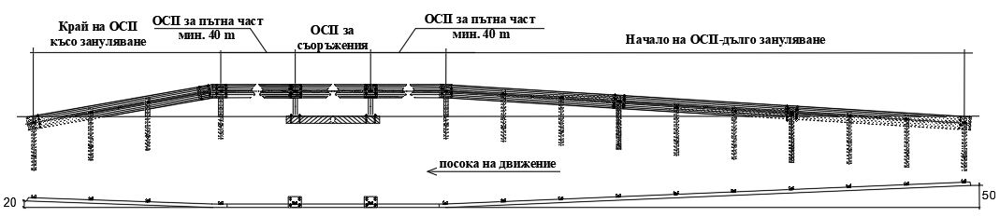 Край на ОСП
късо зануляване
ОСП за пътна част
мин. 40 m
ОСП за
съоръжения
ОСП за пътна част
мин. 40 m
Начало на ОСП-дълго зануляване
посока на движение
20
50